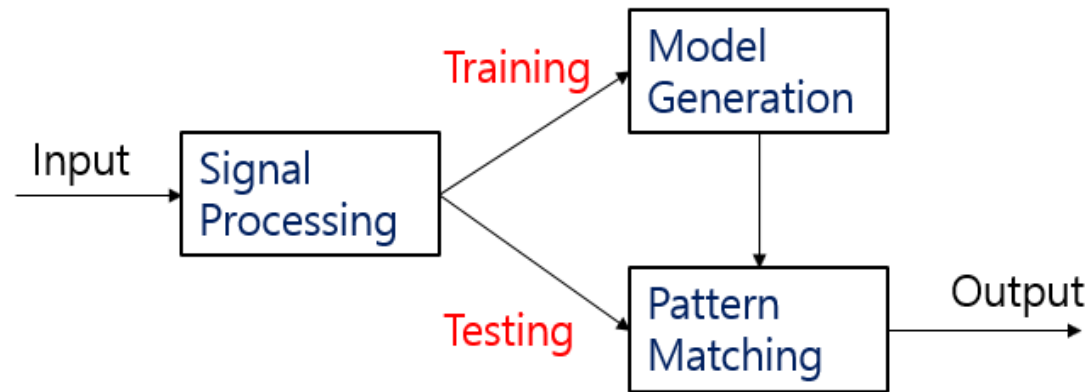 Input
Signal
Processing
Training
Model
Generation
Testing
Pattern
Matching
Output